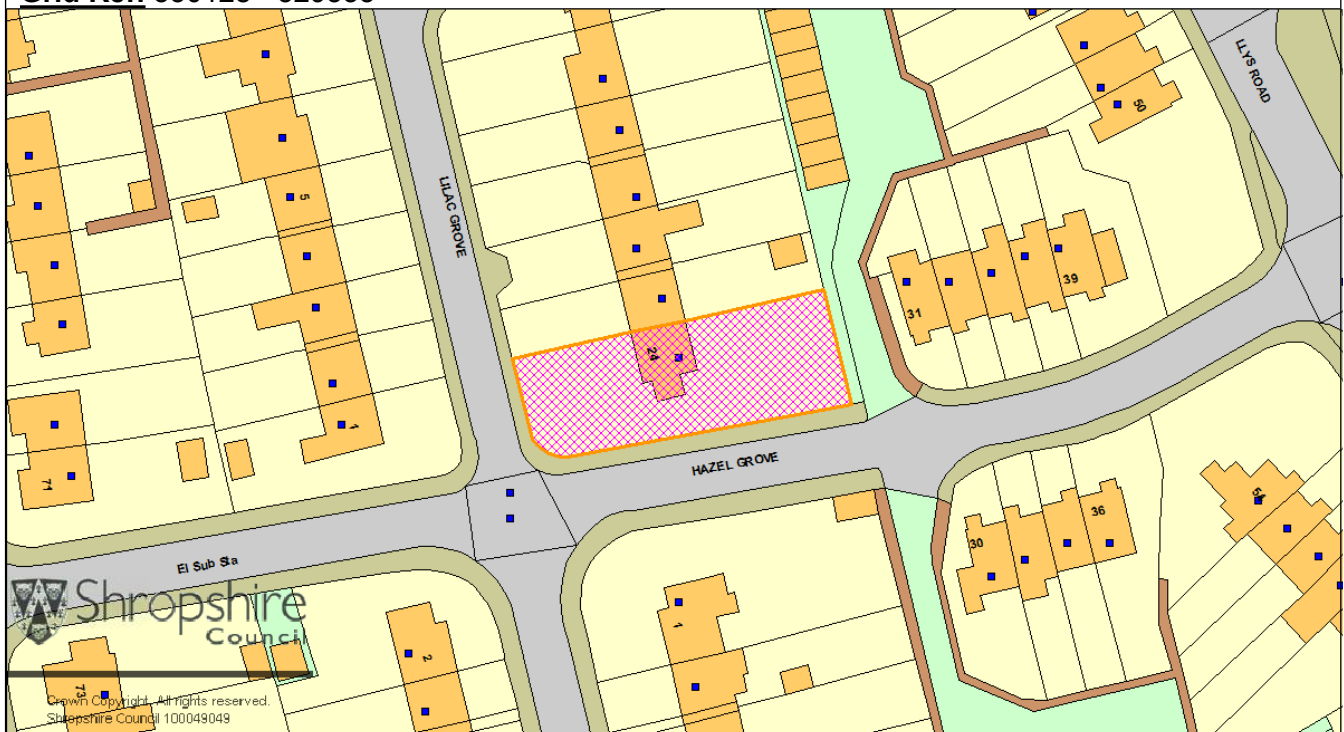 LLYS ROAD
50
LILAC GROVE
5
39
31
24
1
HAZEL GROVE
71
El Sub Sta
54
36
30
1
2
73
Shropshire
Council
Crown Copyright. All rights reserved.
Shropshire Council 100049049